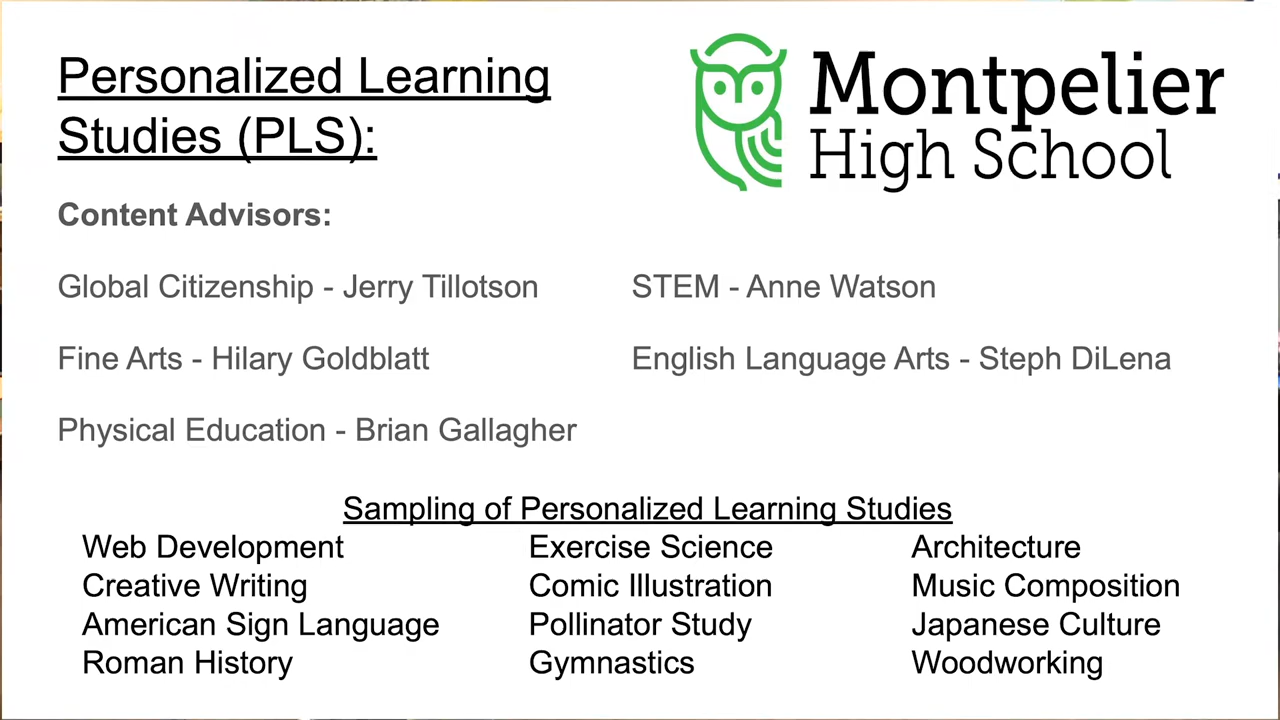 Personalized Learning
Studies (PLS):
Montpelier
High School
Content Advisors:
Global Citizenship - Jerry Tillotson
STEM - Anne Watson
Fine Arts - Hilary Goldblatt
English Language Arts - Steph DiLena
Physical Education - Brian Gallagher
Sampling of Personalized Learning Studies
Web Development
Exercise Science
Architecture
Creative Writing
Comic Illustration
Music Composition
American Sign Language
Pollinator Study
Japanese Culture
Roman History
Gymnastics
Woodworking